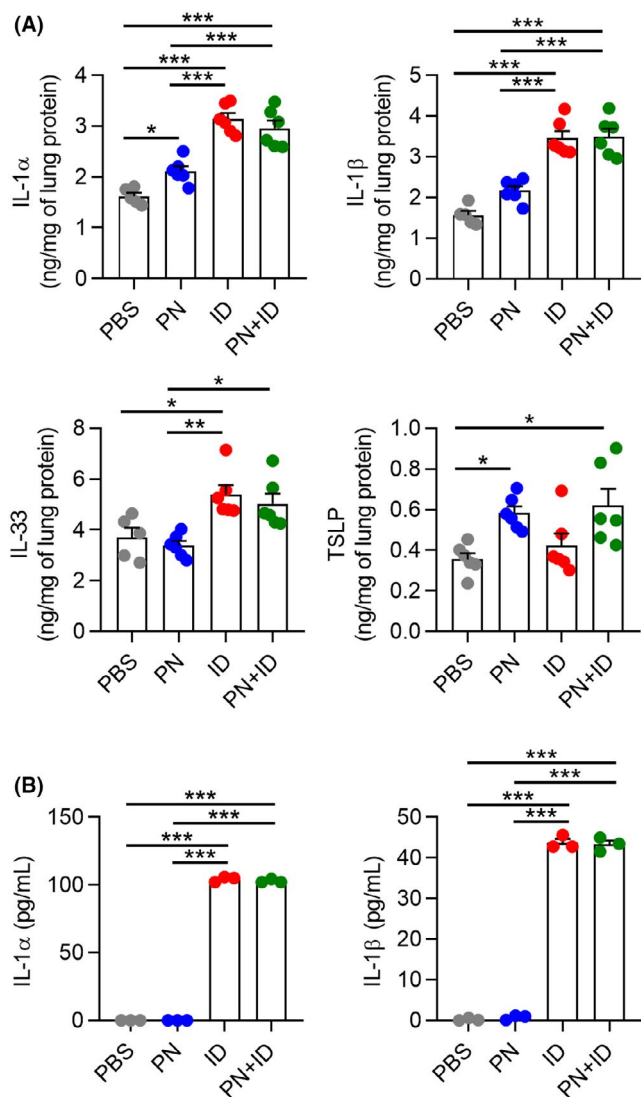 (A)
***
***
***
***
*
IL-1α
(ng/mg of lung protein)
4
3
2
1
0
PBS
PN
ID
PN+ID
***
***
***
***
IL-1β
(ng/mg of lung protein)
5
4
3
2
1
0
PBS
PN
ID
PN+ID
*
*
**
IL-33
(ng/mg of lung protein)
8
6
4
2
0
PBS
PN
ID
PN+ID
*
*
TSLP
(ng/mg of lung protein)
1.0
0.8
0.6
0.4
0.2
0.0
PBS
PN
ID
PN+ID
(B)
***
***
***
***
IL-1α (pg/mL)
150
100
50
0
PBS
PN
ID
PN+ID
***
***
***
***
IL-1β (pg/mL)
50
40
30
20
10
0
PBS
PN
ID
PN+ID